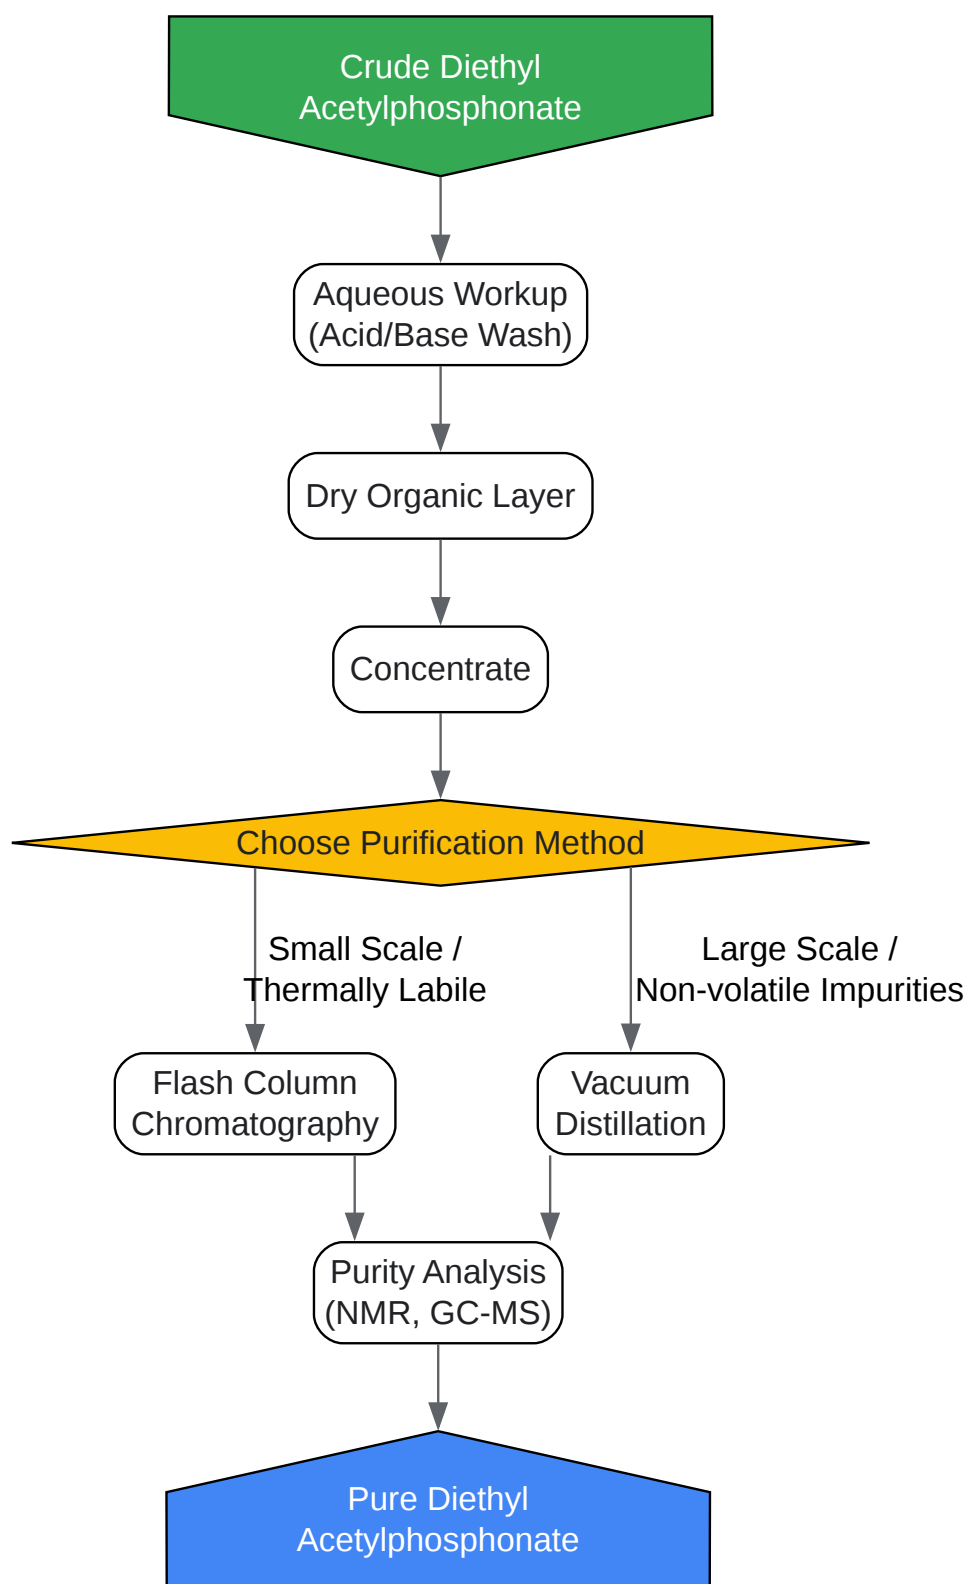 Crude Diethyl
Acetylphosphonate
Aqueous Workup
(Acid/Base Wash)
Dry Organic Layer
Concentrate
Choose Purification Method
Small Scale /
Thermally Labile
Large Scale /
Non-volatile Impurities
Flash Column
Chromatography
Vacuum
Distillation
Purity Analysis
(NMR, GC-MS)
Pure Diethyl
Acetylphosphonate